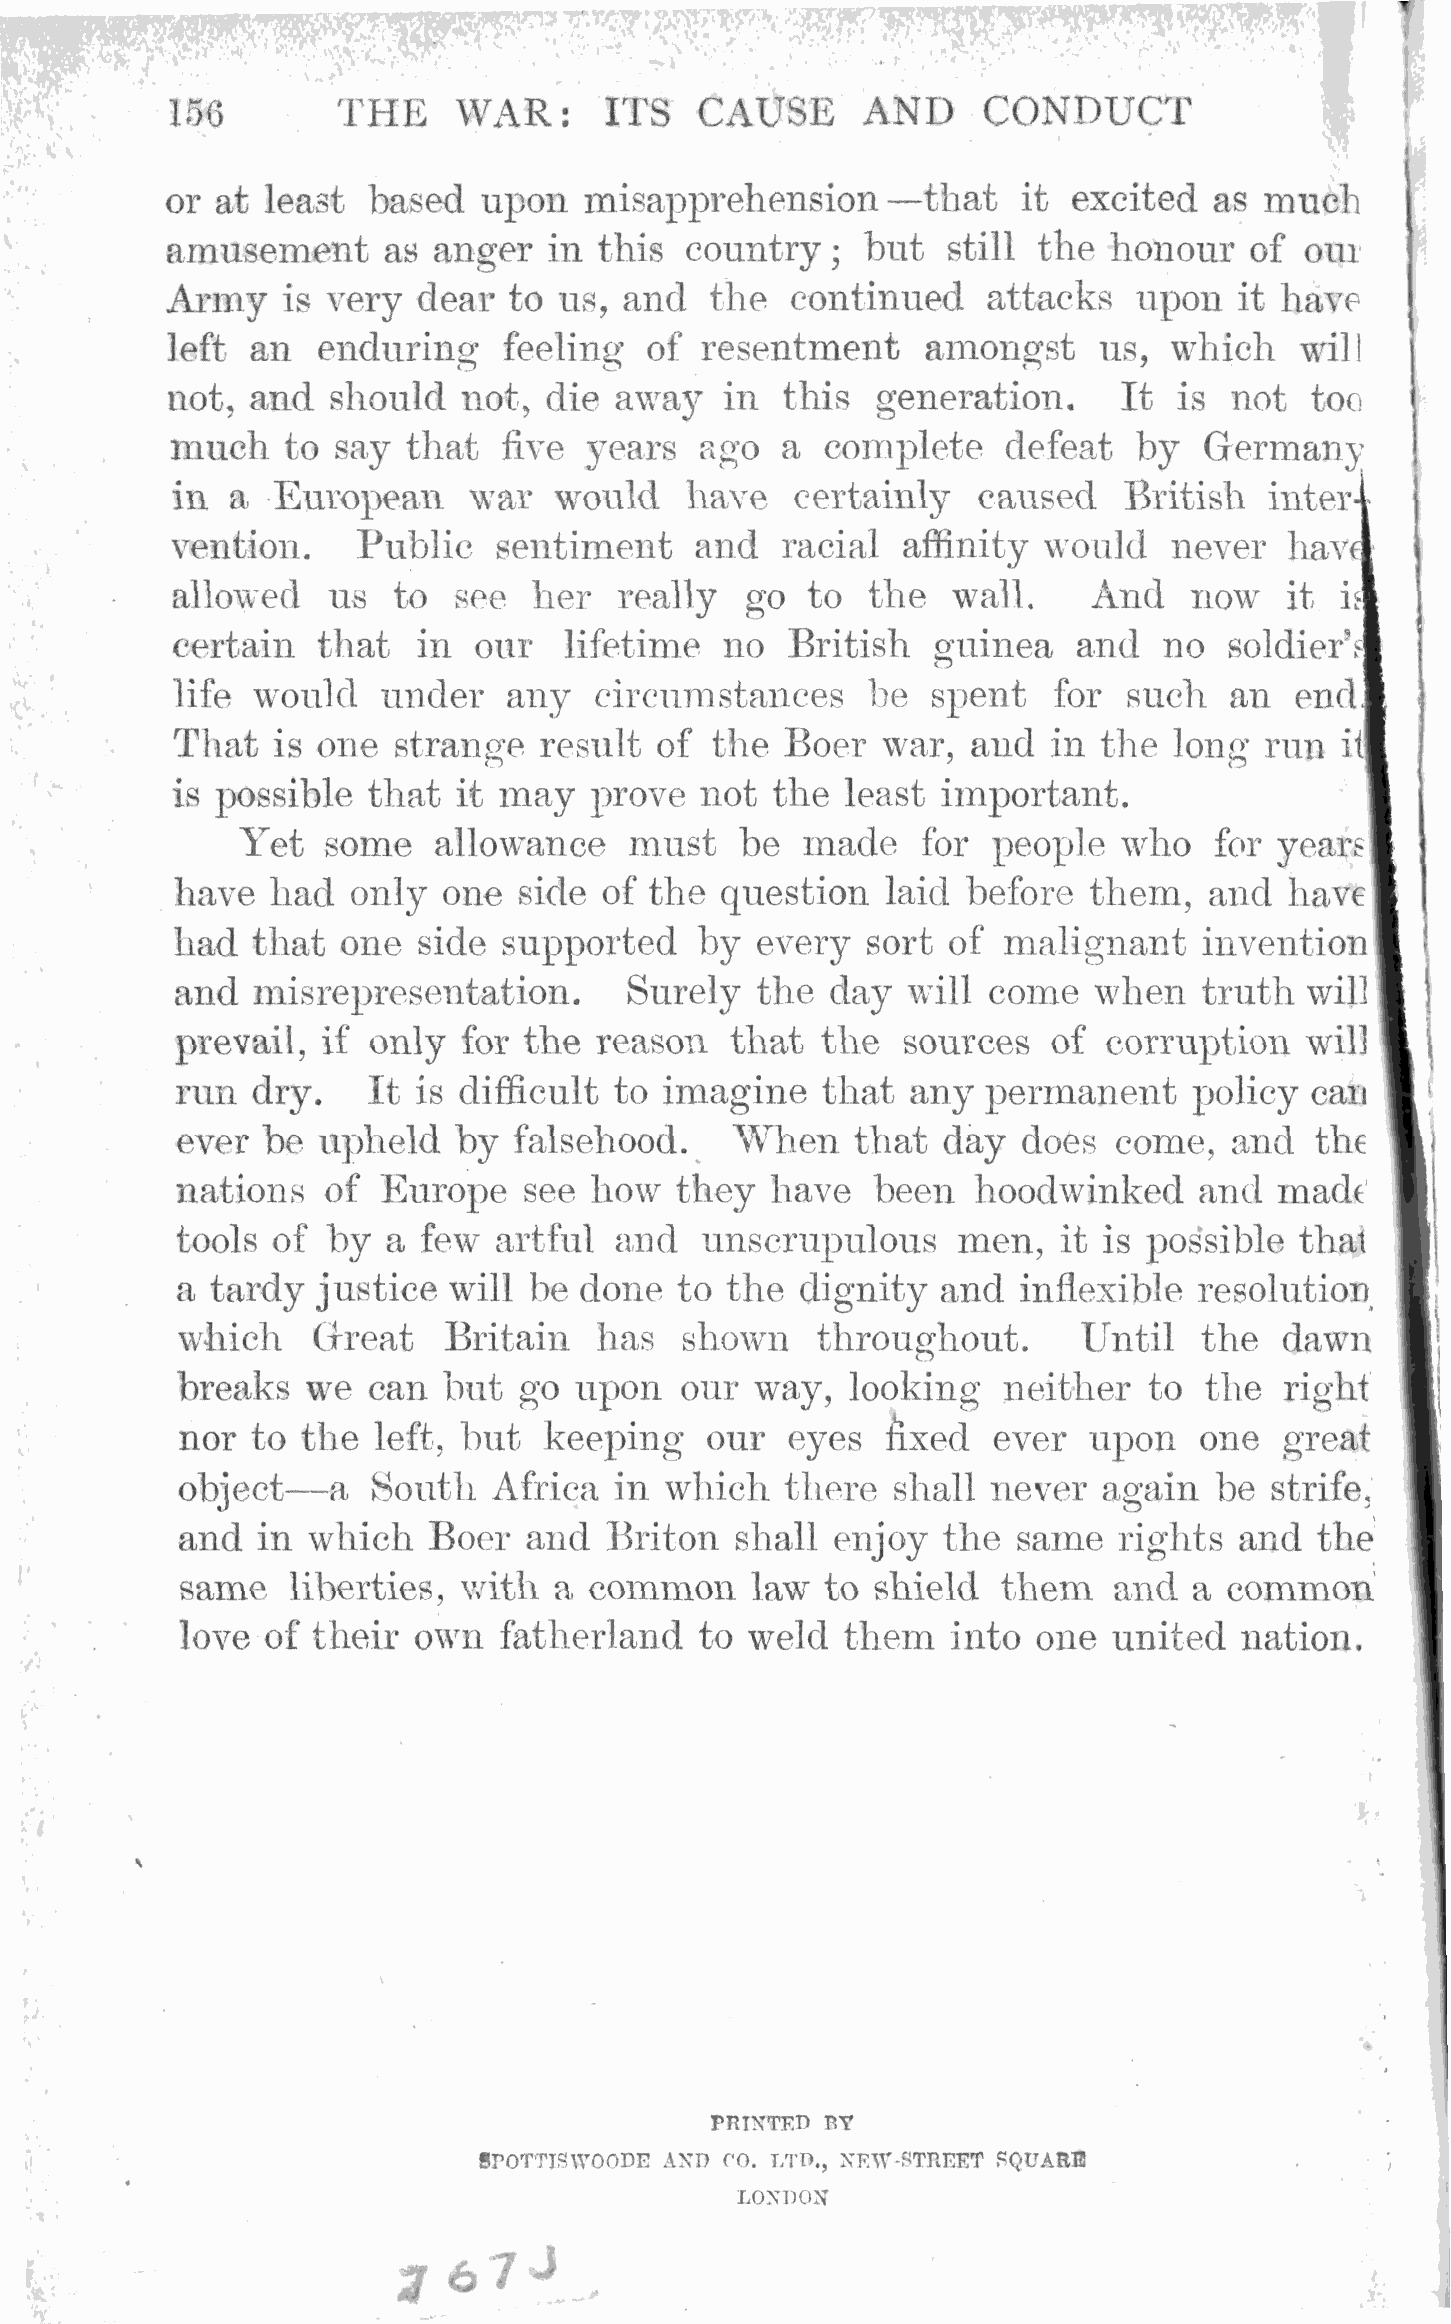 156 THE WAR: ITS CAUSE AND CONDUCT
or at least based upon misapprehension—that it excited as much
amusement as anger in this country; but still the honour of our
Army is very dear to us, and the continued attacks upon it have
left an enduring feeling of resentment amongst us, which will
not, and should not, die away in this generation. It is not too
much to say that five years ago a complete defeat by Germany
in a European war would have certainly caused British inter-
vention. Public sentiment and racial affinity would never have
allowed us to see her really go to the wall. And now it is
certain that in our lifetime no British guinea and no soldier's
life would under any circumstances be spent for such an end.
That is one strange result of the Boer war, and in the long run it
is possible that it may prove not the least important.
Yet some allowance must be made for people who for years
have had only one side of the question laid before them, and have
had that one side supported by every sort of malignant invention
and misrepresentation. Surely the day will come when truth will
prevail, if only for the reason that the sources of corruption will
run dry. It is difficult to imagine that any permanent policy can
ever be upheld by falsehood. When that day does come, and the
nations of Europe see how they have been hoodwinked and made
tools of by a few artful and unscrupulous men, it is possible that
a tardy justice will be done to the dignity and inflexible resolution
which Great Britain has shown throughout. Until the dawn
breaks we can but go upon our way, looking neither to the right
nor to the left, but keeping our eyes fixed ever upon one great
object—a South Africa in which there shall never again be strife,
and in which Boer and Briton shall enjoy the same rights and the
same liberties, with a common law to shield them and a common
love of their own fatherland to weld them into one united nation.
PRINTED BY
SPOTTISWOODE AND CO. LTD., NEW-STREET SQUARE
LONDON